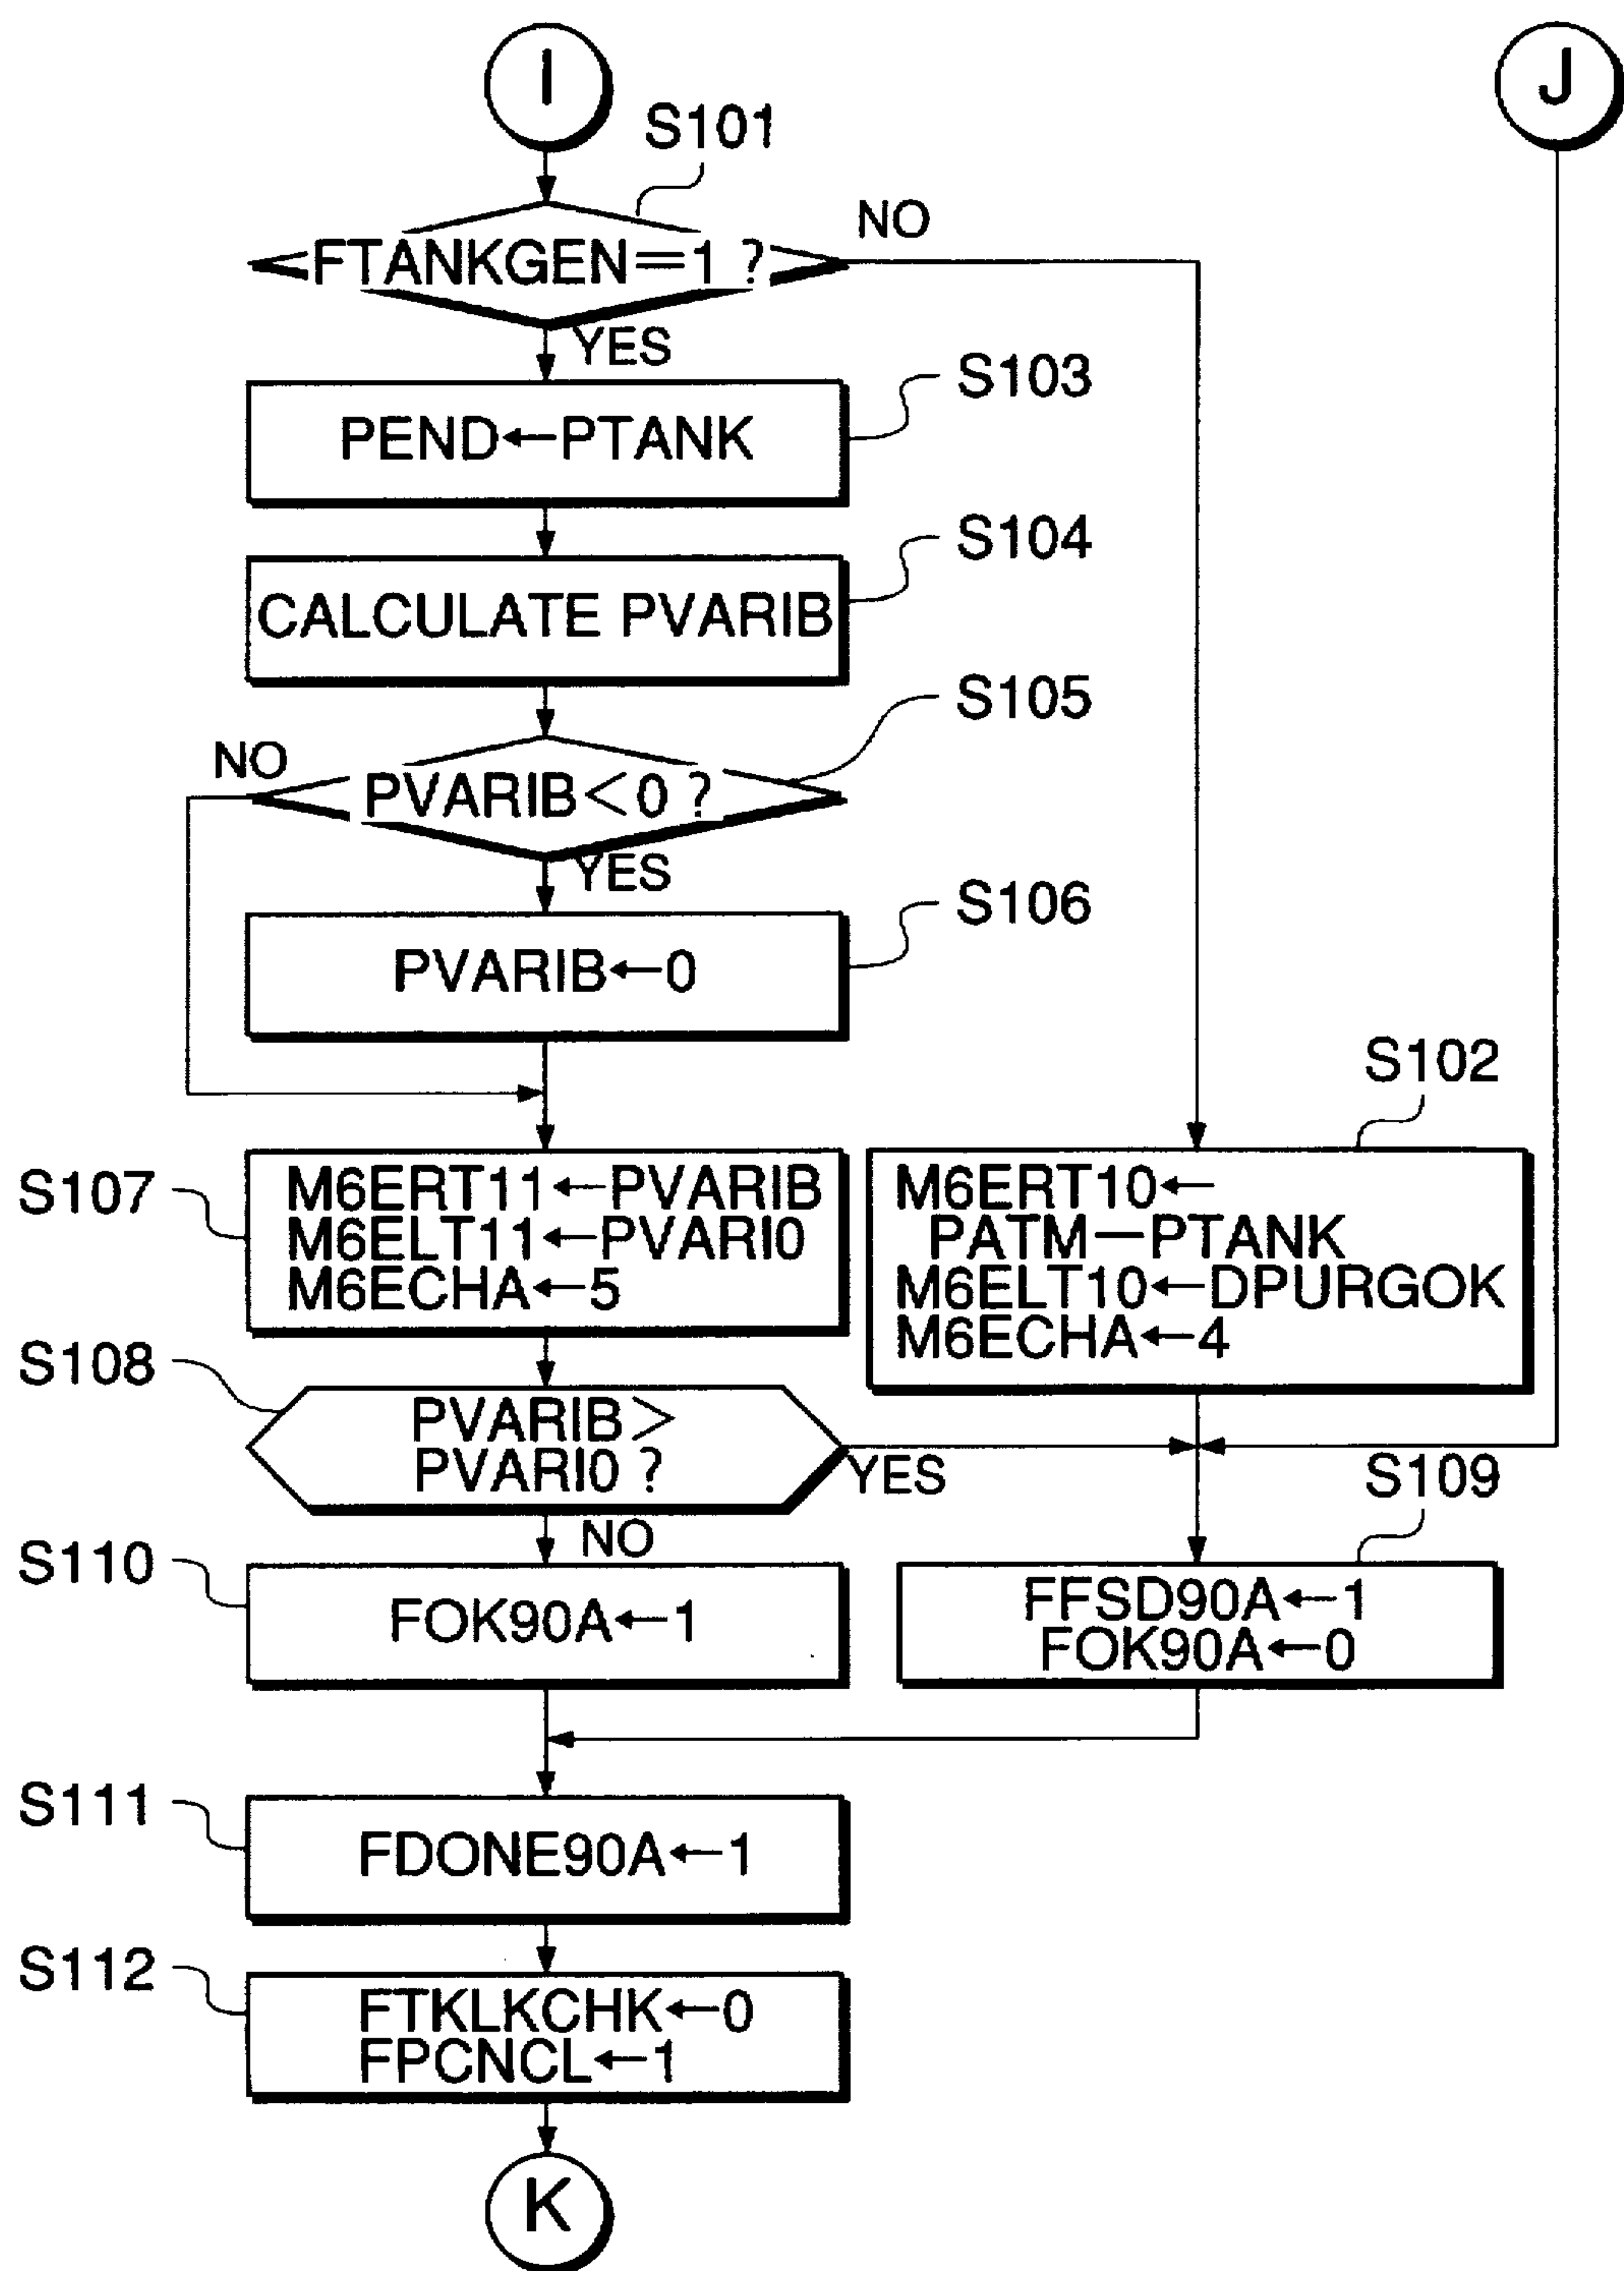 I
J
S101
FTANKGEN=1 ?
NO
YES
S103
PEND←PTANK
S104
CALCULATE PVARIB
S105
NO
PVARIB<0 ?
YES
S106
PVARIB←0
S102
S107
M6ERT11←PVARIB
M6ELT11←PVARI0
M6ECHA←5
M6ERT10←
PATM—PTANK
M6ELT10←DPURGOK
M6ECHA←4
S108
PVARIB>
PVARI0 ?
YES
NO
S109
S110
FOK90A←1
FFSD90A←1
FOK90A←0
S111
FDONE90A←1
S112
FTKLKCHK←0
FPCNCL←1
K